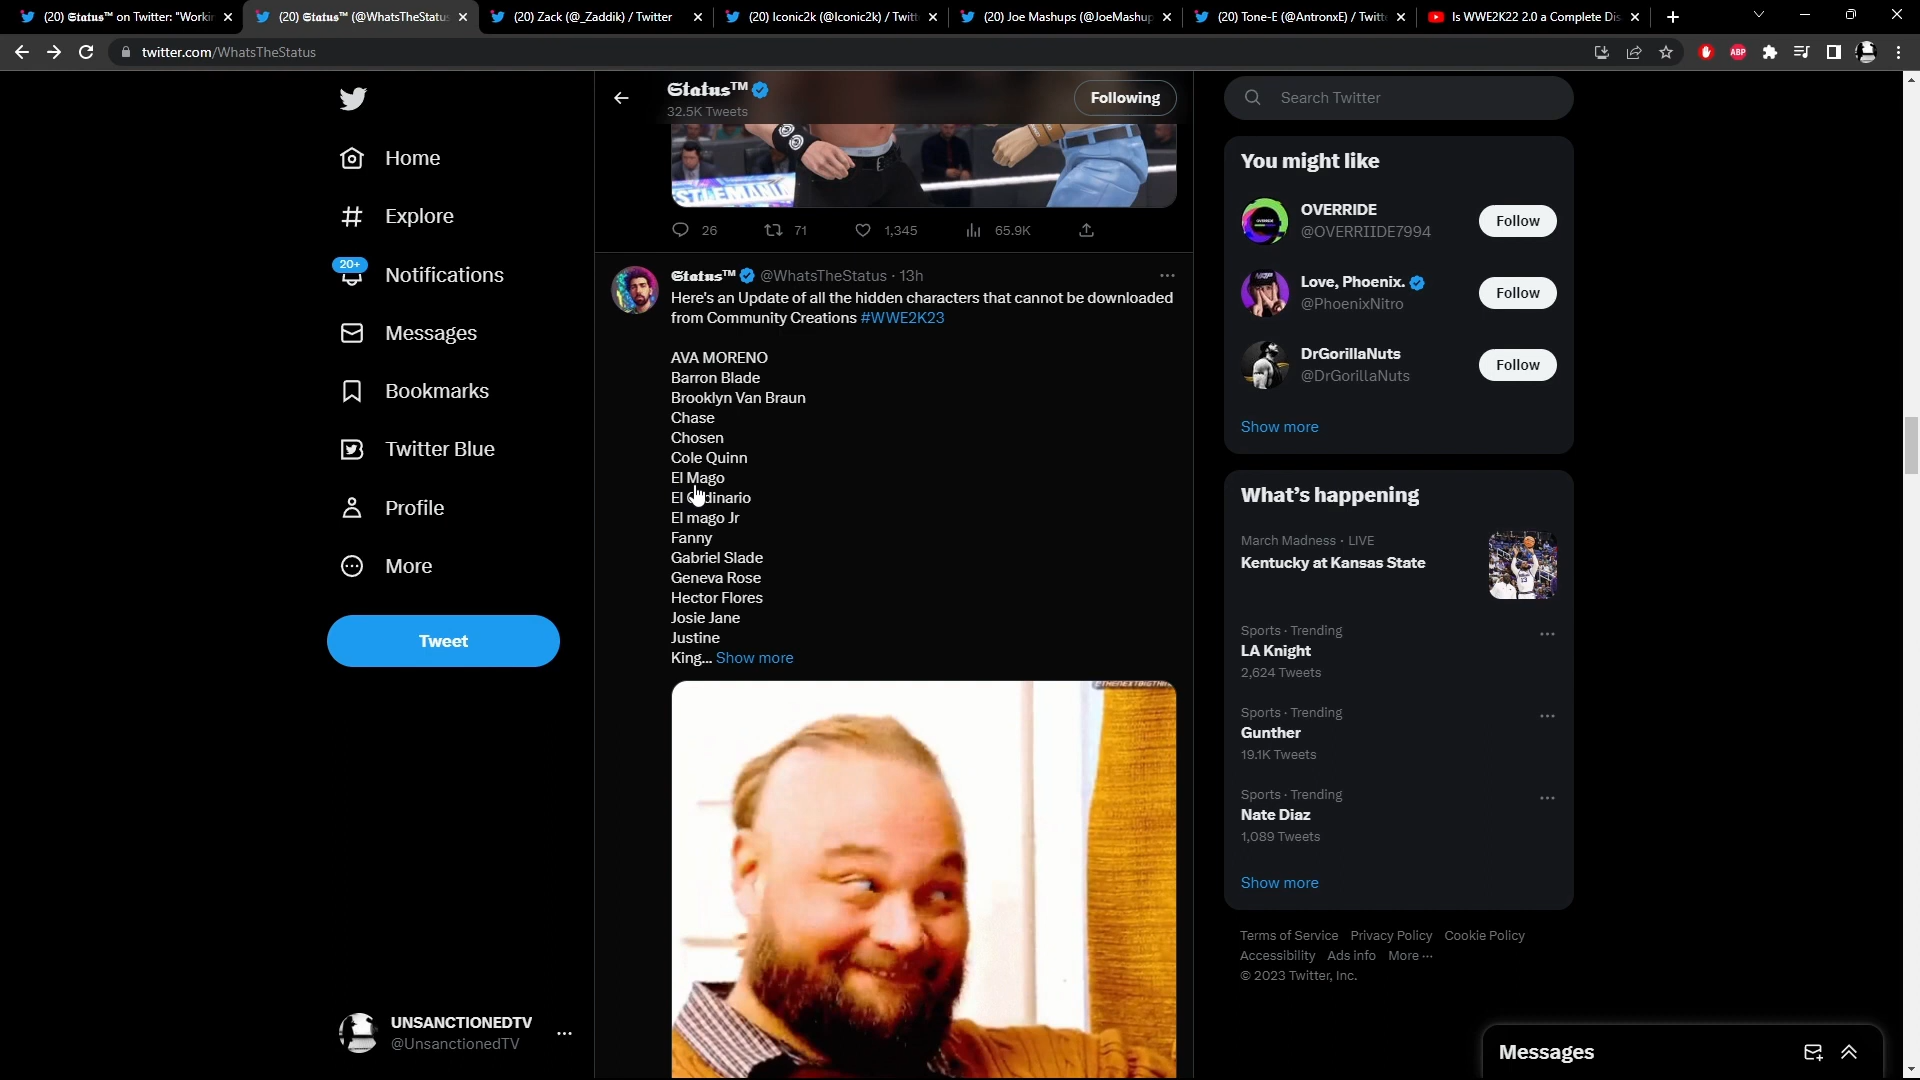 (20) 𝕾𝖙𝖆𝖙𝖚𝖘™ on Twitter: "Workin
(20) 𝕾𝖙𝖆𝖙𝖚𝖘™ (@WhatsTheStatus
(20) Zack (@_Zaddik) / Twitter
(20) Iconic2k (@Iconic2k) / Twitt
(20) Joe Mashups (@JoeMashup
(20) Tone-E (@AntronxE) / Twitt
Is WWE2K22 2.0 a Complete Dis
twitter.com/WhatsTheStatus
ABP
Home
Explore
20+
Notifications
Messages
Bookmarks
Twitter Blue
Profile
More
Tweet
UNSANCTIONEDTV
@UnsanctionedTV
𝕾𝖙𝖆𝖙𝖚𝖘™
32.5K Tweets
Following
26
71
1,345
65.9K
𝕾𝖙𝖆𝖙𝖚𝖘™ @WhatsTheStatus · 13h
Here's an Update of all the hidden characters that cannot be downloaded
from Community Creations #WWE2K23
AVA MORENO
Barron Blade
Brooklyn Van Braun
Chase
Chosen
Cole Quinn
El Mago
El
El mago Jr
Fanny
Gabriel Slade
Geneva Rose
Hector Flores
Josie Jane
Justine
King... Show more
Search Twitter
You might like
OVERRIDE
@OVERRIIDE7994
Follow
Love, Phoenix.
@PhoenixNitro
Follow
DrGorillaNuts
@DrGorillaNuts
Follow
Show more
What's happening
March Madness · LIVE
Kentucky at Kansas State
Sports · Trending
LA Knight
2,624 Tweets
Sports · Trending
Gunther
19.1K Tweets
Sports · Trending
Nate Diaz
1,089 Tweets
Show more
Terms of Service Privacy Policy Cookie Policy
Accessibility Ads info More ···
© 2023 Twitter, Inc.
Messages